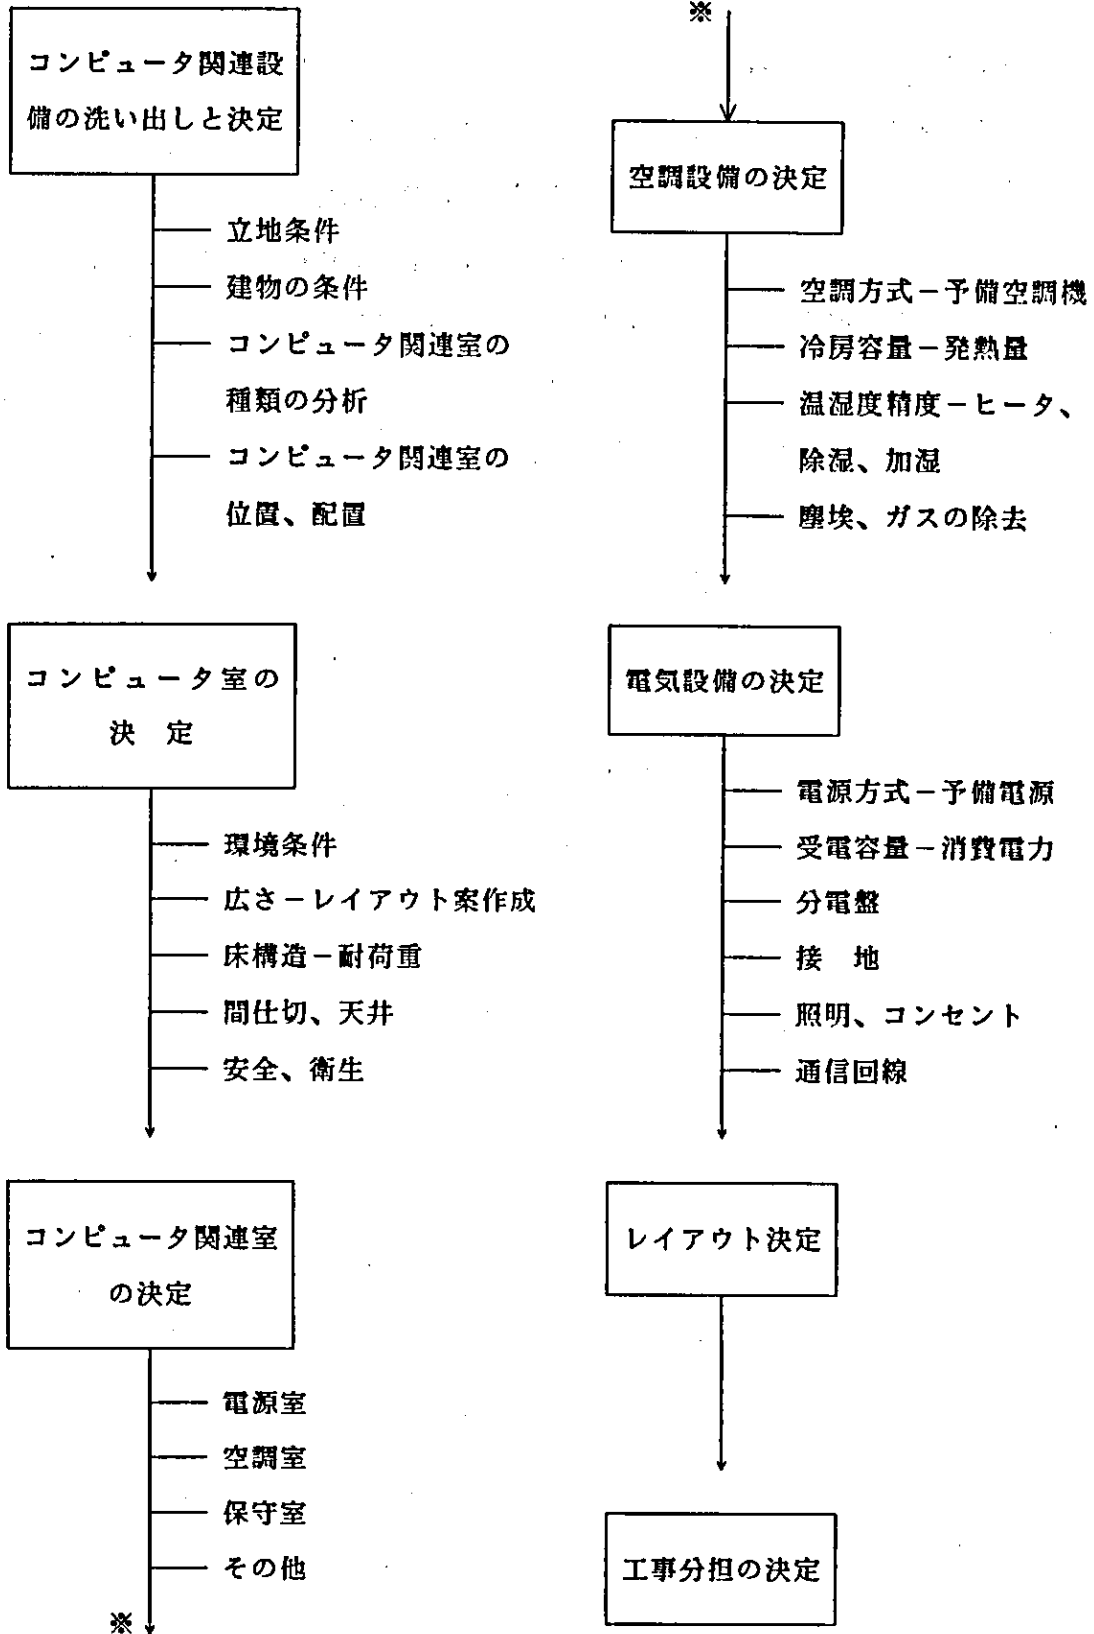 コンピュータ関連設
備の洗い出しと決定
立地条件
建物の条件
コンピュータ関連室の
種類の分析
コンピュータ関連室の
位置、配置
コンピュータ室の
決　定
環境条件
広さ－レイアウト案作成
床構造－耐荷重
間仕切、天井
安全、衛生
コンピュータ関連室
の決定
電源室
空調室
保守室
その他
※
※
空調設備の決定
空調方式－予備空調機
冷房容量－発熱量
温湿度精度－ヒータ、
除湿、加湿
塵埃、ガスの除去
電気設備の決定
電源方式－予備電源
受電容量－消費電力
分電盤
接　地
照明、コンセント
通信回線
レイアウト決定
工事分担の決定